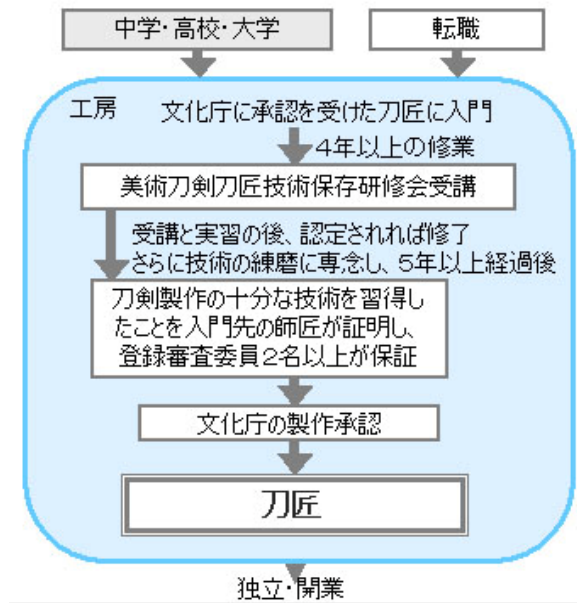 中学・高校・大学
転職
工房
文化庁に承認を受けた刀匠に入門
4年以上の修業
美術刀剣刀匠技術保存研修会受講
受講と実習の後、認定されれば修了
さらに技術の練磨に専念し、5年以上経過後
刀剣製作の十分な技術を習得し
たことを入門先の師匠が証明し、
登録審査委員2名以上が保証
文化庁の製作承認
刀匠
独立・開業